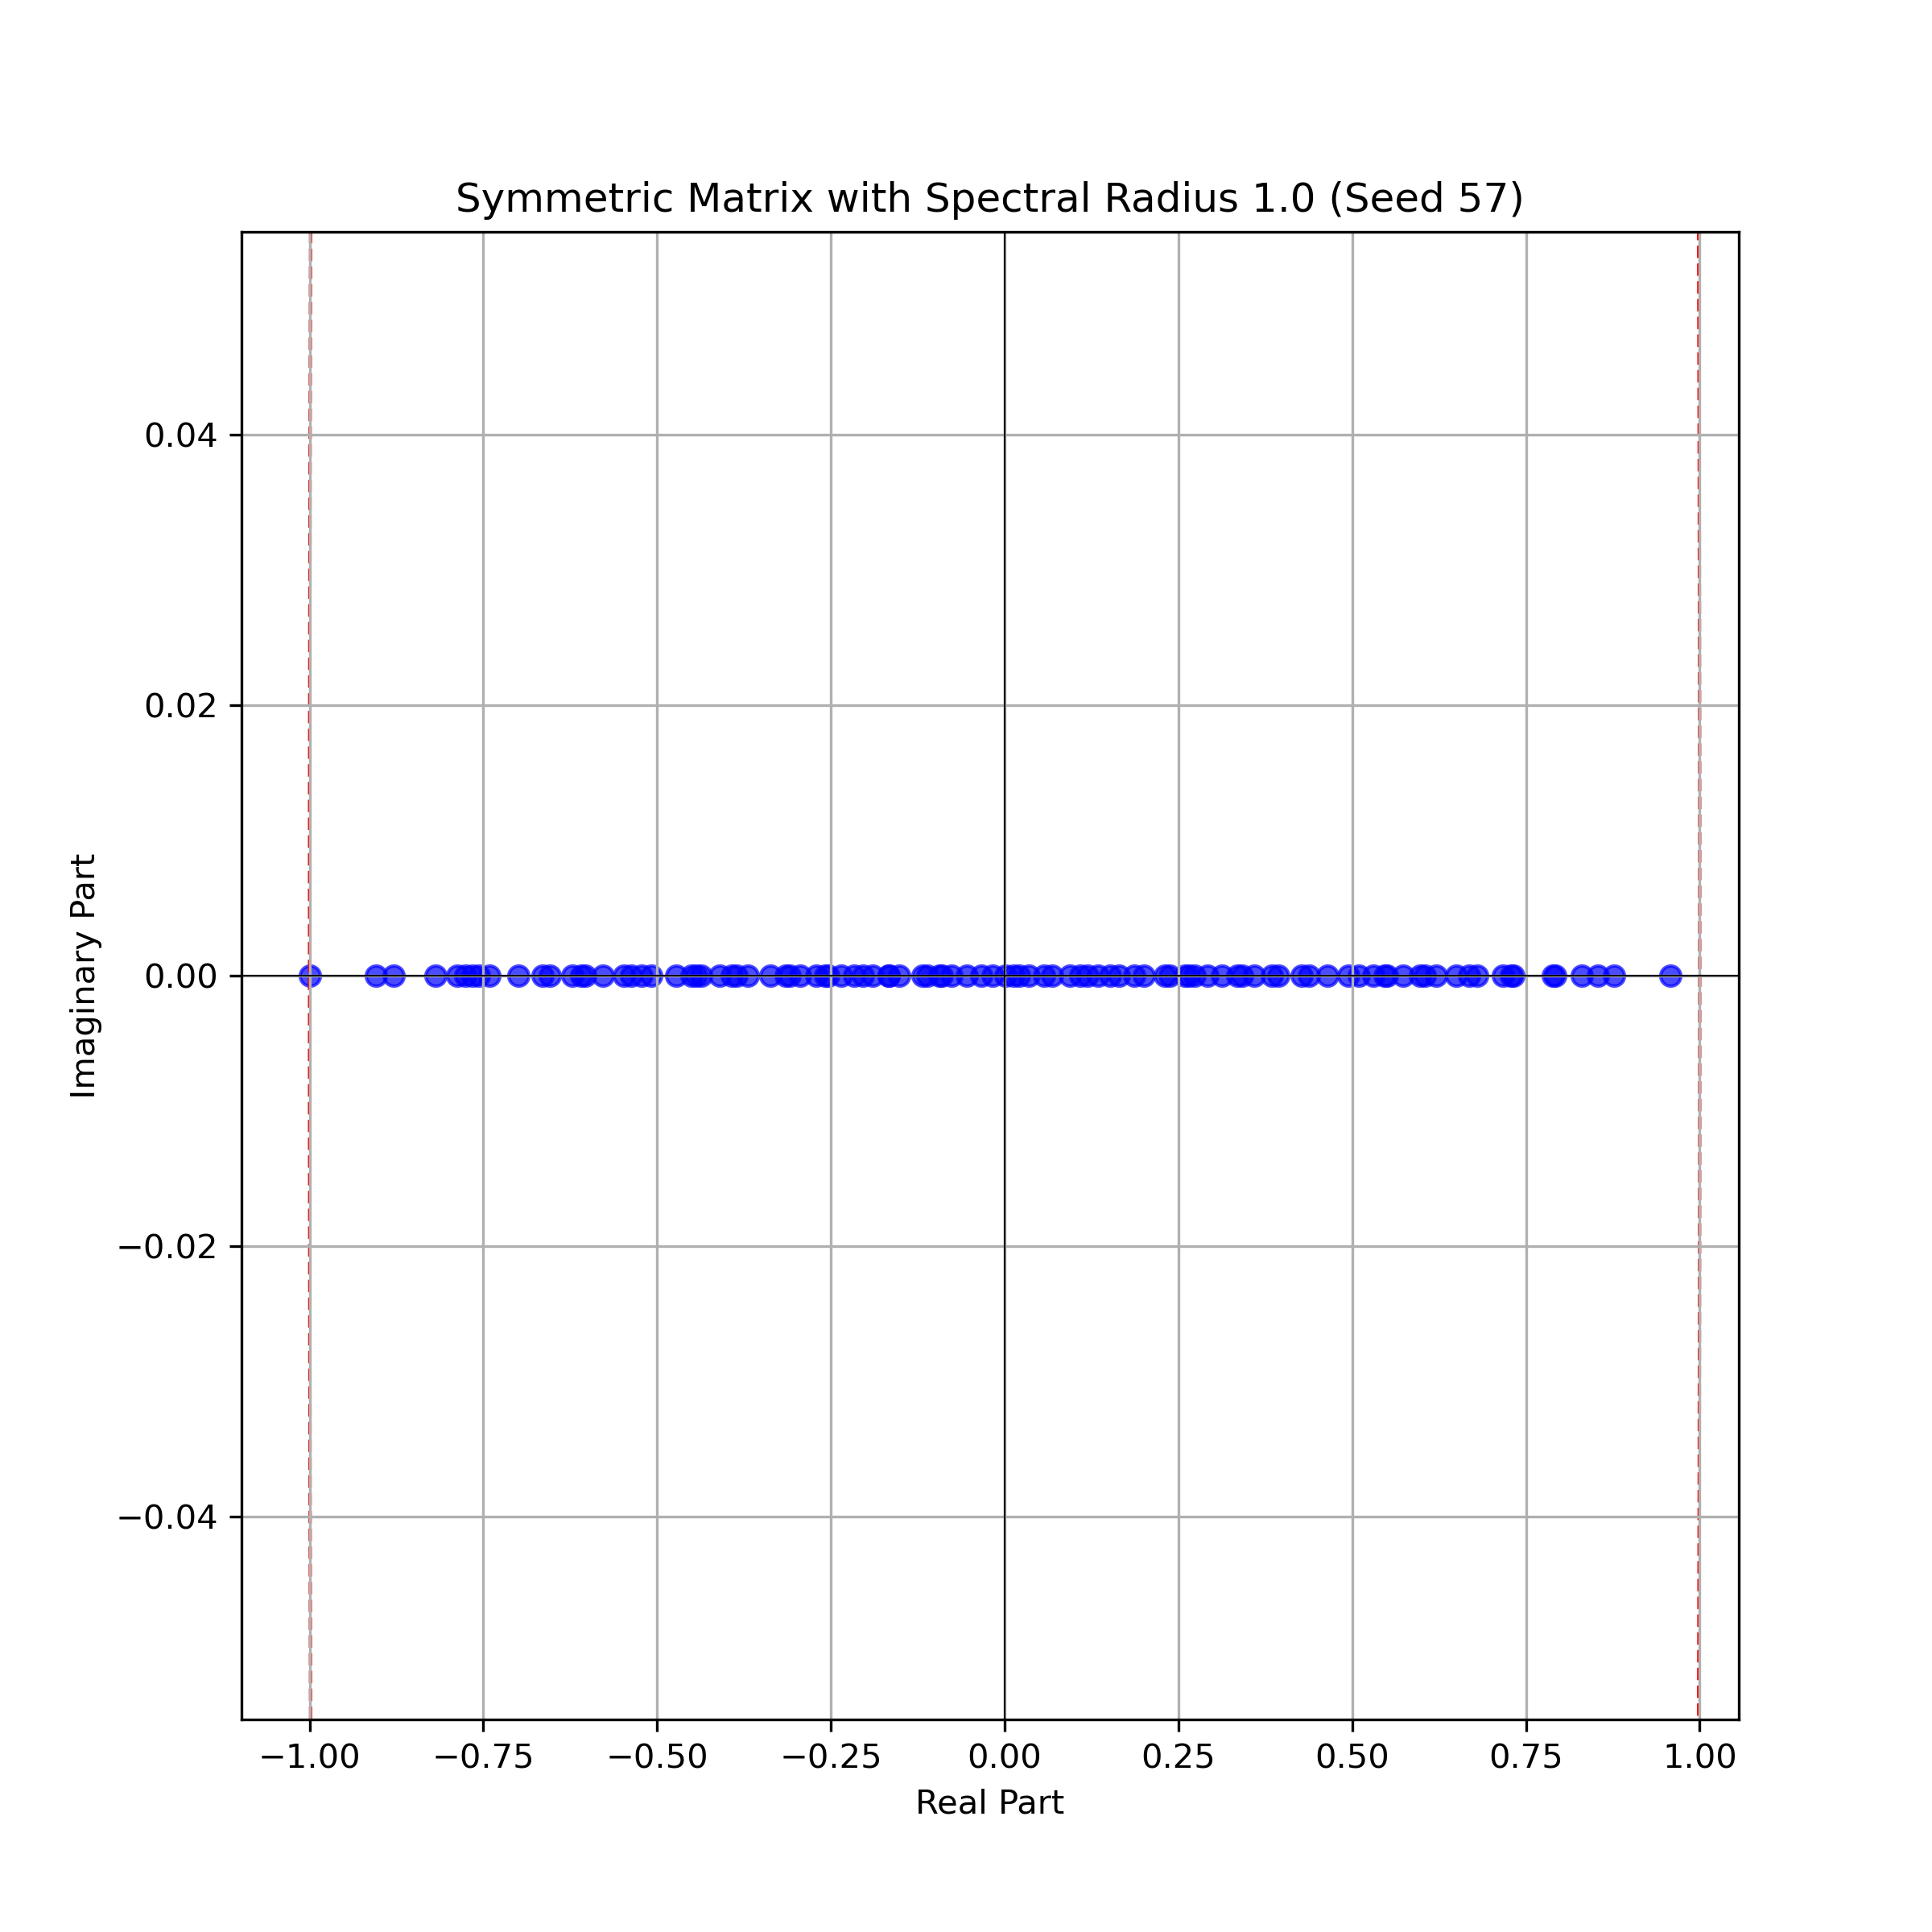 Symmetric Matrix with Spectral Radius 1.0 (Seed 57)
Imaginary Part
0.04
0.02
0.00
−0.02
−0.04
−1.00 −0.75 −0.50 −0.25 0.00 0.25 0.50 0.75 1.00
Real Part